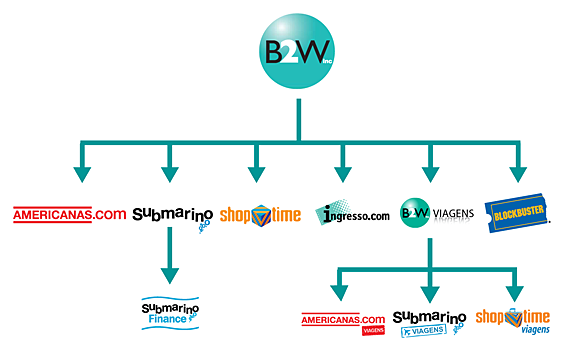 B2W Inc
AMERICANAS.com
Submarino
shoptime
ingresso.com
B2W VIAGENS
BLOCKBUSTER
Submarino
Finance
AMERICANAS.com
VIAGENS
Submarino
VIAGENS
shoptime
viagens